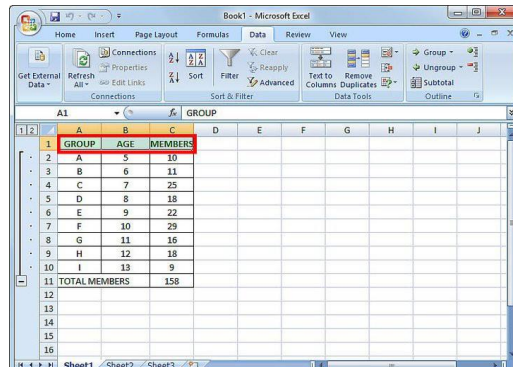 Book1 - Microsoft Excel
Home Insert Page Layout Formulas Data Review View
Get External Data
Refresh All
Connections
Properties
Edit Links
Connections
Sort
Filter
Clear
Reapply
Advanced
Sort & Filter
Text to Columns
Remove Duplicates
Data Tools
Group
Ungroup
Subtotal
Outline
A1 fx GROUP
1 2 A B C D E F G H I J
1 GROUP AGE MEMBERS
2 A 5 10
3 B 6 11
4 C 7 25
5 D 8 18
6 E 9 22
7 F 10 29
8 G 11 16
9 H 12 18
10 I 13 9
11 TOTAL MEMBERS 158
12
13
14
15
16
Sheet1 Sheet2 Sheet3